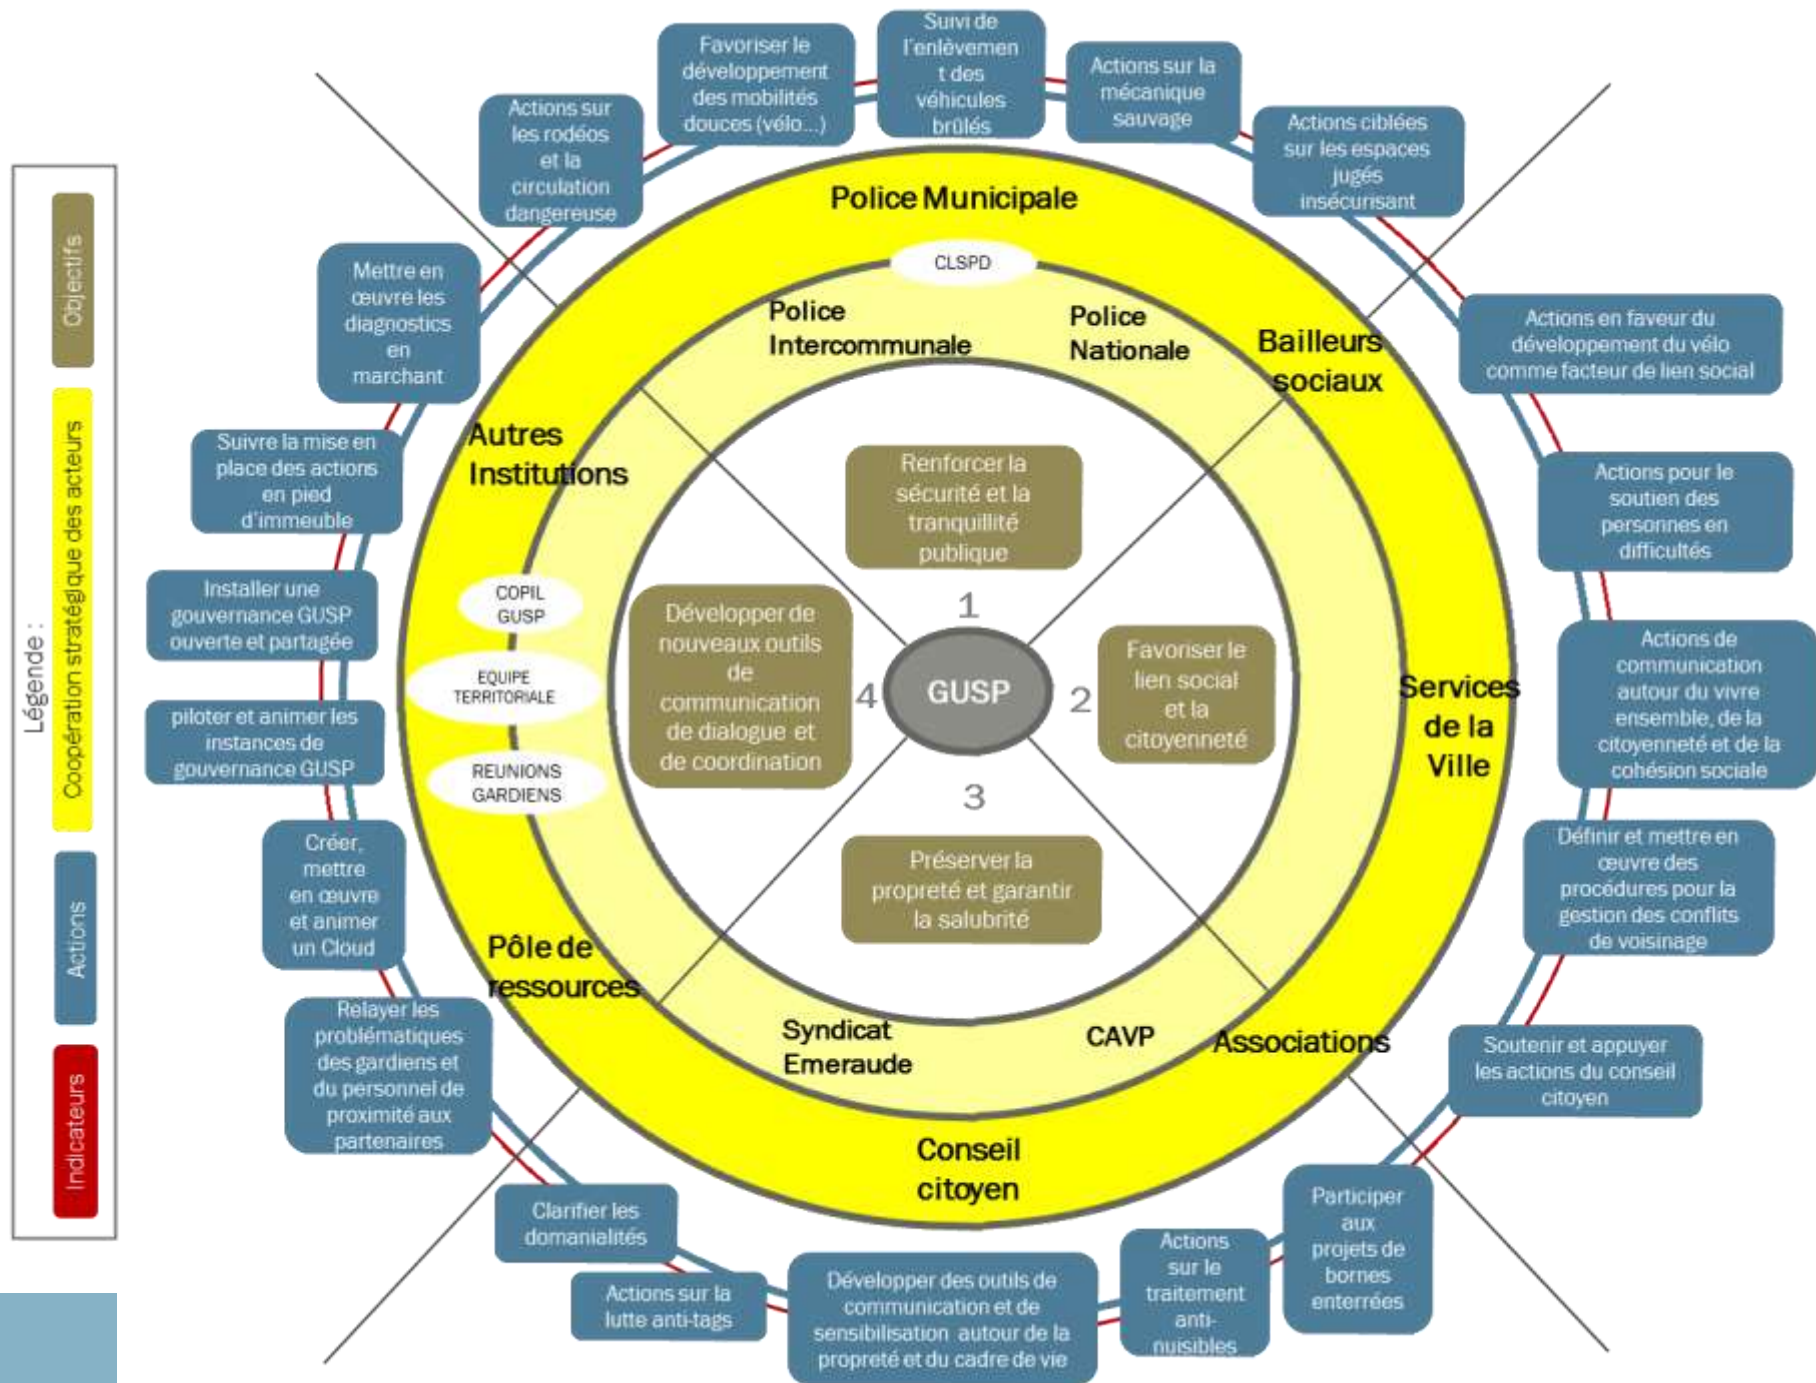 Légende :
Objectifs
Coopération stratégique des acteurs
Actions
Indicateurs
Suivi de
l'enlèvemen
t des
véhicules
brûlés
Favoriser le
développement
des mobilités
douces (vélo...)
Actions sur la
mécanique
sauvage
Actions sur
les rodéos
et la
circulation
dangereuse
Actions ciblées
sur les espaces
jugés
insécurisant
Mettre en
œuvre les
diagnostics
en
marchant
Actions en faveur du
développement du vélo
comme facteur de lien social
Suivre la mise en
place des actions
en pied
d'immeuble
Actions pour le
soutien des
personnes en
difficultés
Installer une
gouvernance GUSP
ouverte et partagée
Actions de
communication
autour du vivre
ensemble, de la
citoyenneté et de la
cohésion sociale
piloter et animer les
instances de
gouvernance GUSP
Définir et mettre en
œuvre des
procédures pour la
gestion des conflits
de voisinage
Créer,
mettre
en œuvre
et animer
un Cloud
Relayer les
problématiques
des gardiens et
du personnel de
proximité aux
partenaires
Soutenir et appuyer
les actions du conseil
citoyen
Clarifier les
domanialités
Actions sur la
lutte anti-tags
Développer des outils de
communication et de
sensibilisation autour de la
propreté et du cadre de vie
Actions
sur le
traitement
anti-
nuisibles
Participer
aux
projets de
bornes
enterrées
Police Municipale
CLSPD
Police
Intercommunale
Police
Nationale
Bailleurs
sociaux
Autres
Institutions
COPIL
GUSP
EQUIPE
TERRITORIALE
REUNIONS
GARDIENS
Services
de la
Ville
Pôle de
ressources
Syndicat
Emeraude
CAVP
Associations
Conseil
citoyen
Renforcer la
sécurité et la
tranquillité
publique
1
Développer de
nouveaux outils
de
communication
de dialogue et
de coordination
4
GUSP
2
Favoriser le
lien social
et la
citoyenneté
3
Préserver la
propreté et garantir
la salubrité